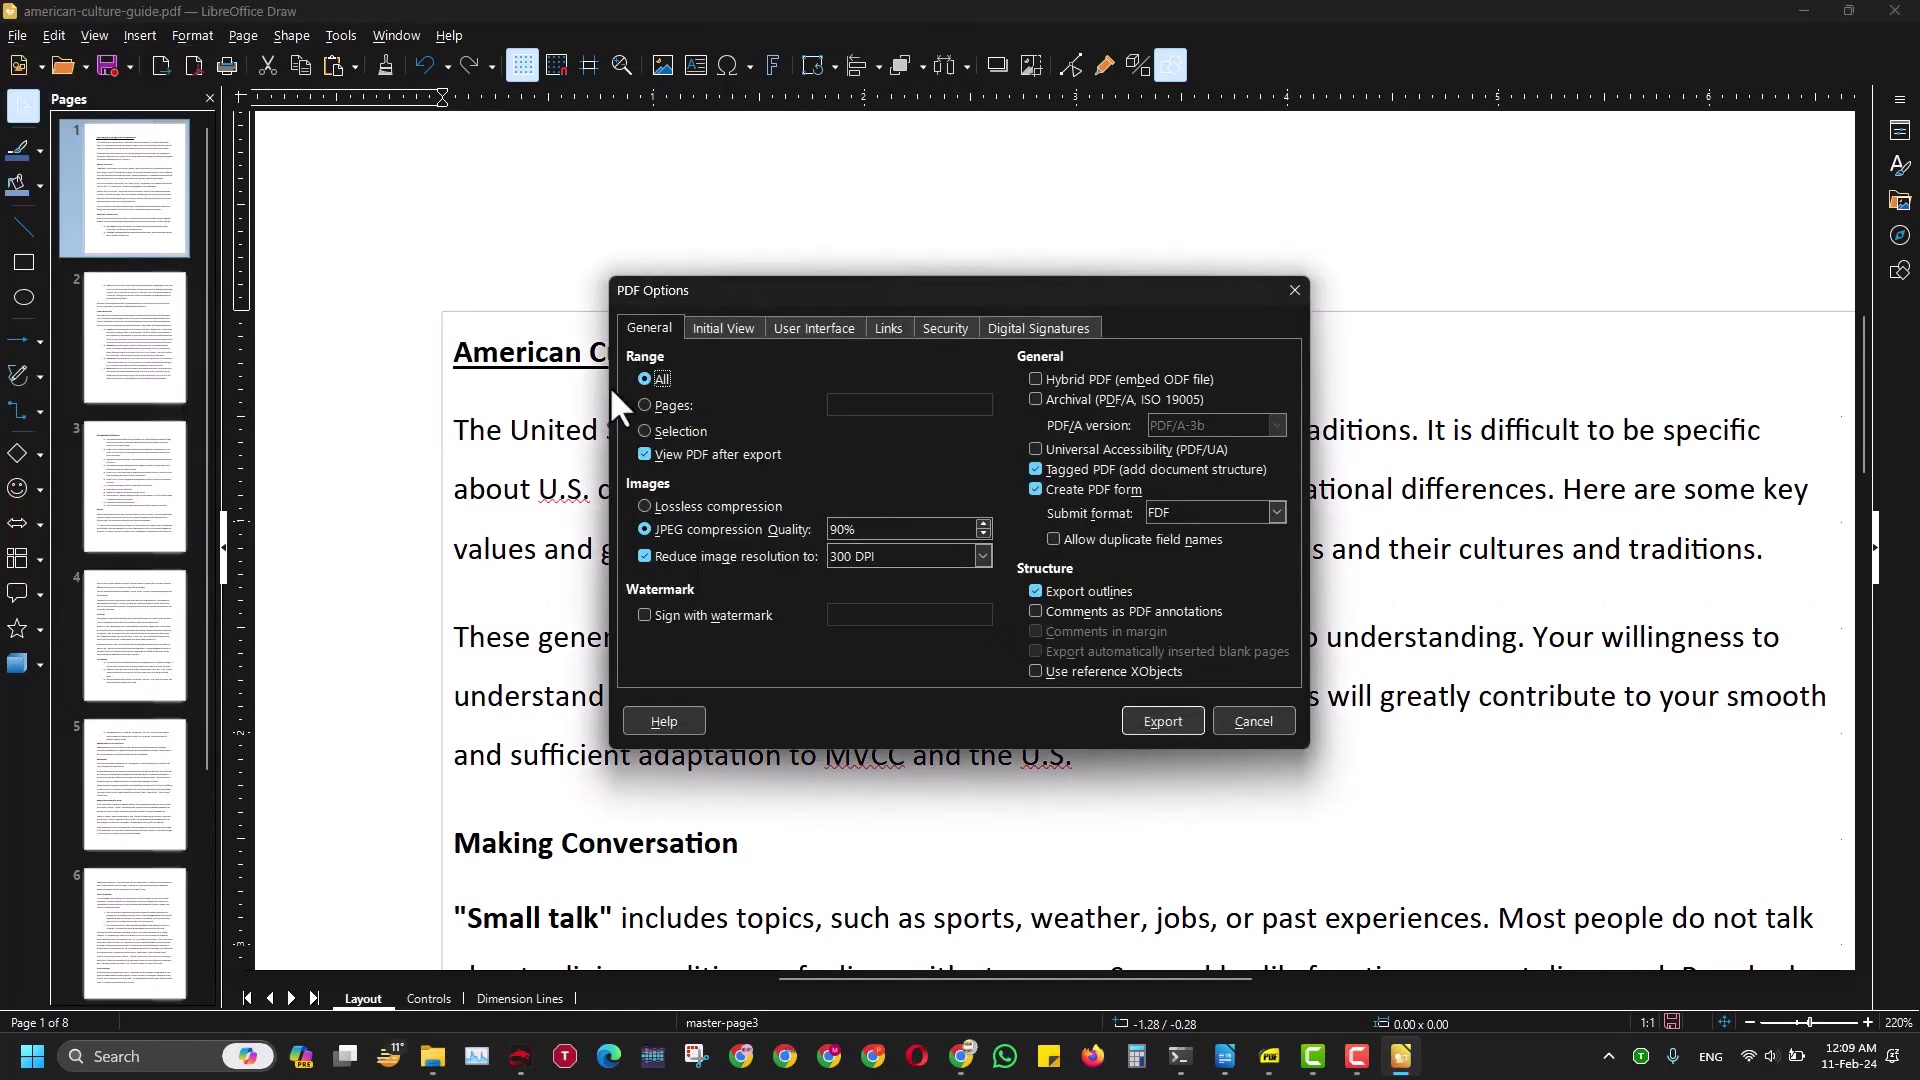 american-culture-guide.pdf — LibreOffice Draw
File Edit View Insert Format Page Shape Tools Window Help
Pages
1
2
3
4
5
6
1 2 3 4 5 6
American C
The United
aditions. It is difficult to be specific
about U.S. c
ational differences. Here are some key
values and g
s and their cultures and traditions.
These gener
o understanding. Your willingness to
understand
s will greatly contribute to your smooth
and sufficient adaptation to MVCC and the U.S.
Making Conversation
"Small talk" includes topics, such as sports, weather, jobs, or past experiences. Most people do not talk
PDF Options
General Initial View User Interface Links Security Digital Signatures
Range
All
Pages:
Selection
View PDF after export
Images
Lossless compression
JPEG compression Quality: 90%
Reduce image resolution to: 300 DPI
Watermark
Sign with watermark
General
Hybrid PDF (embed ODF file)
Archival (PDF/A, ISO 19005)
PDF/A version: PDF/A-3b
Universal Accessibility (PDF/UA)
Tagged PDF (add document structure)
Create PDF form
Submit format: FDF
Allow duplicate field names
Structure
Export outlines
Comments as PDF annotations
Comments in margin
Export automatically inserted blank pages
Use reference XObjects
Help Export Cancel
Layout Controls Dimension Lines
Page 1 of 8 master-page3 -1.28 / -0.28 0.00 x 0.00 1:1 220%
Search
PRE
11°
ENG
12:09 AM
11-Feb-24